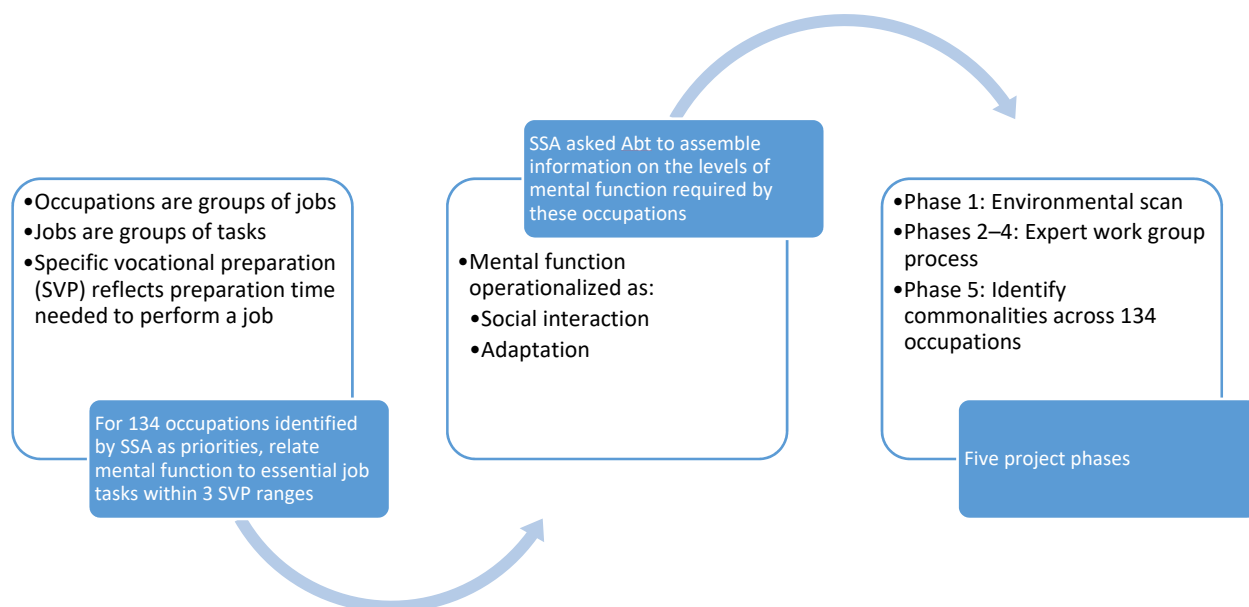 •Occupations are groups of jobs
•Jobs are groups of tasks
•Specific vocational preparation
(SVP) reflects preparation time
needed to perform a job
For 134 occupations identified
by SSA as priorities, relate
mental function to essential job
tasks within 3 SVP ranges
SSA asked Abt to assemble
information on the levels of
mental function required by
these occupations
•Mental function
operationalized as:
•Social interaction
•Adaptation
•Phase 1: Environmental scan
•Phases 2–4: Expert work group
process
•Phase 5: Identify
commonalities across 134
occupations
Five project phases